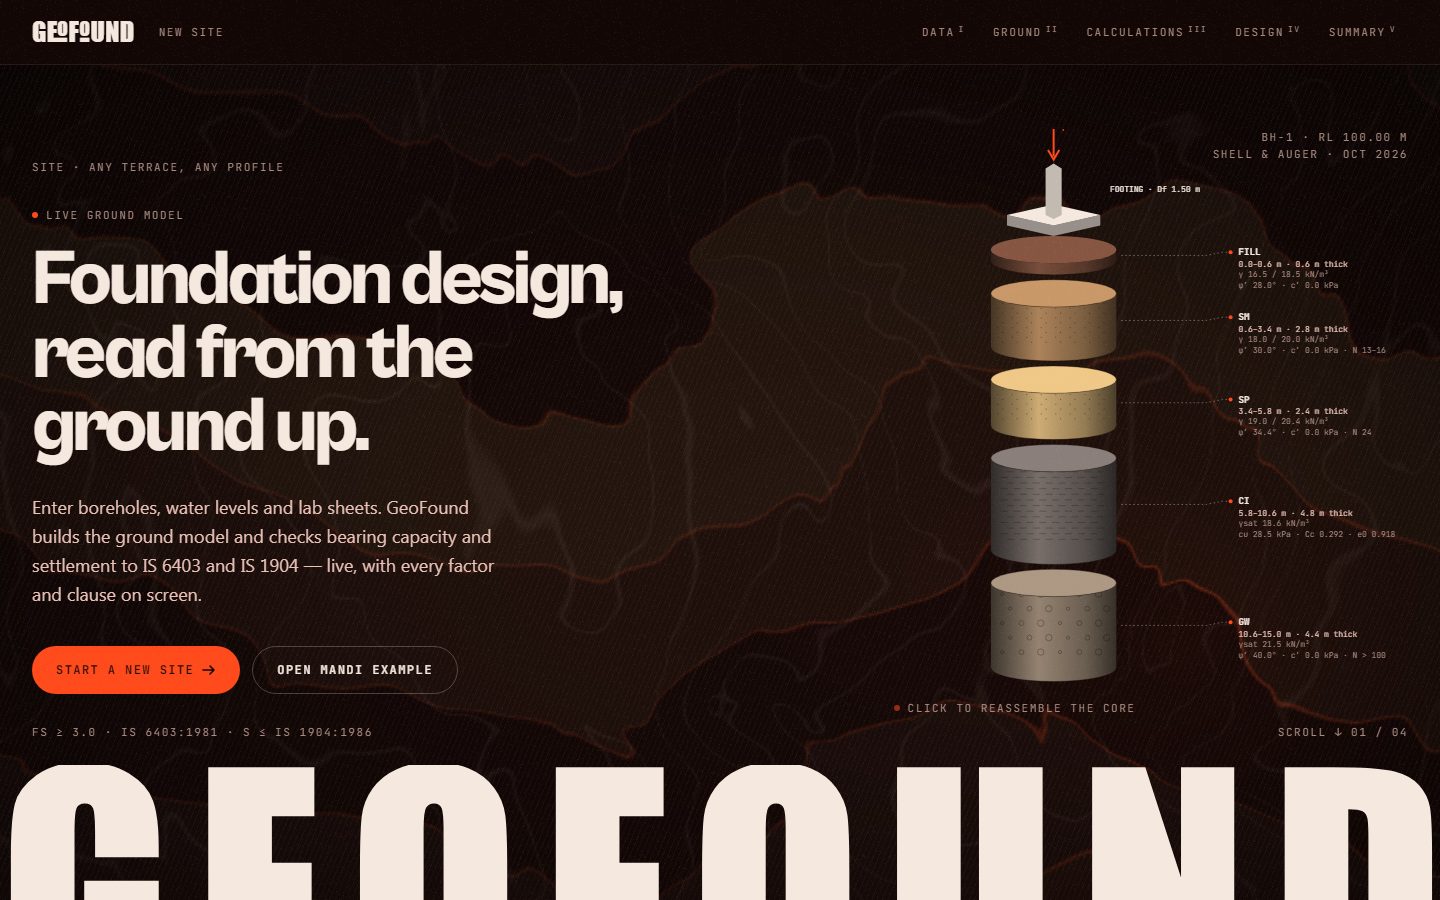 GEOFOUND
NEW SITE
DATA I
GROUND II
CALCULATIONS III
DESIGN IV
SUMMARY V
SITE · ANY TERRACE, ANY PROFILE
LIVE GROUND MODEL
Foundation design,
read from the
ground up.
Enter boreholes, water levels and lab sheets. GeoFound
builds the ground model and checks bearing capacity and
settlement to IS 6403 and IS 1904 — live, with every factor
and clause on screen.
START A NEW SITE →
OPEN MANDI EXAMPLE
FS ≥ 3.0 · IS 6403:1981 · S ≤ IS 1904:1986
BH-1 · RL 100.00 M
SHELL & AUGER · OCT 2026
FOOTING · Df 1.50 m
FILL
0.0–0.6 m · 0.6 m thick
γ 16.5 / 18.5 kN/m³
φ′ 28.0° · c′ 0.0 kPa
SM
0.6–3.4 m · 2.8 m thick
γ 18.0 / 20.0 kN/m³
φ′ 30.0° · c′ 0.0 kPa · N 13–16
SP
3.4–5.8 m · 2.4 m thick
γ 19.0 / 20.4 kN/m³
φ′ 34.4° · c′ 0.0 kPa · N 24
CI
5.8–10.6 m · 4.8 m thick
γsat 18.6 kN/m³
cu 28.5 kPa · Cc 0.292 · e0 0.918
GW
10.6–15.0 m · 4.4 m thick
γsat 21.5 kN/m³
φ′ 40.0° · c′ 0.0 kPa · N > 100
CLICK TO REASSEMBLE THE CORE
SCROLL ↓ 01 / 04
GEOFOUND